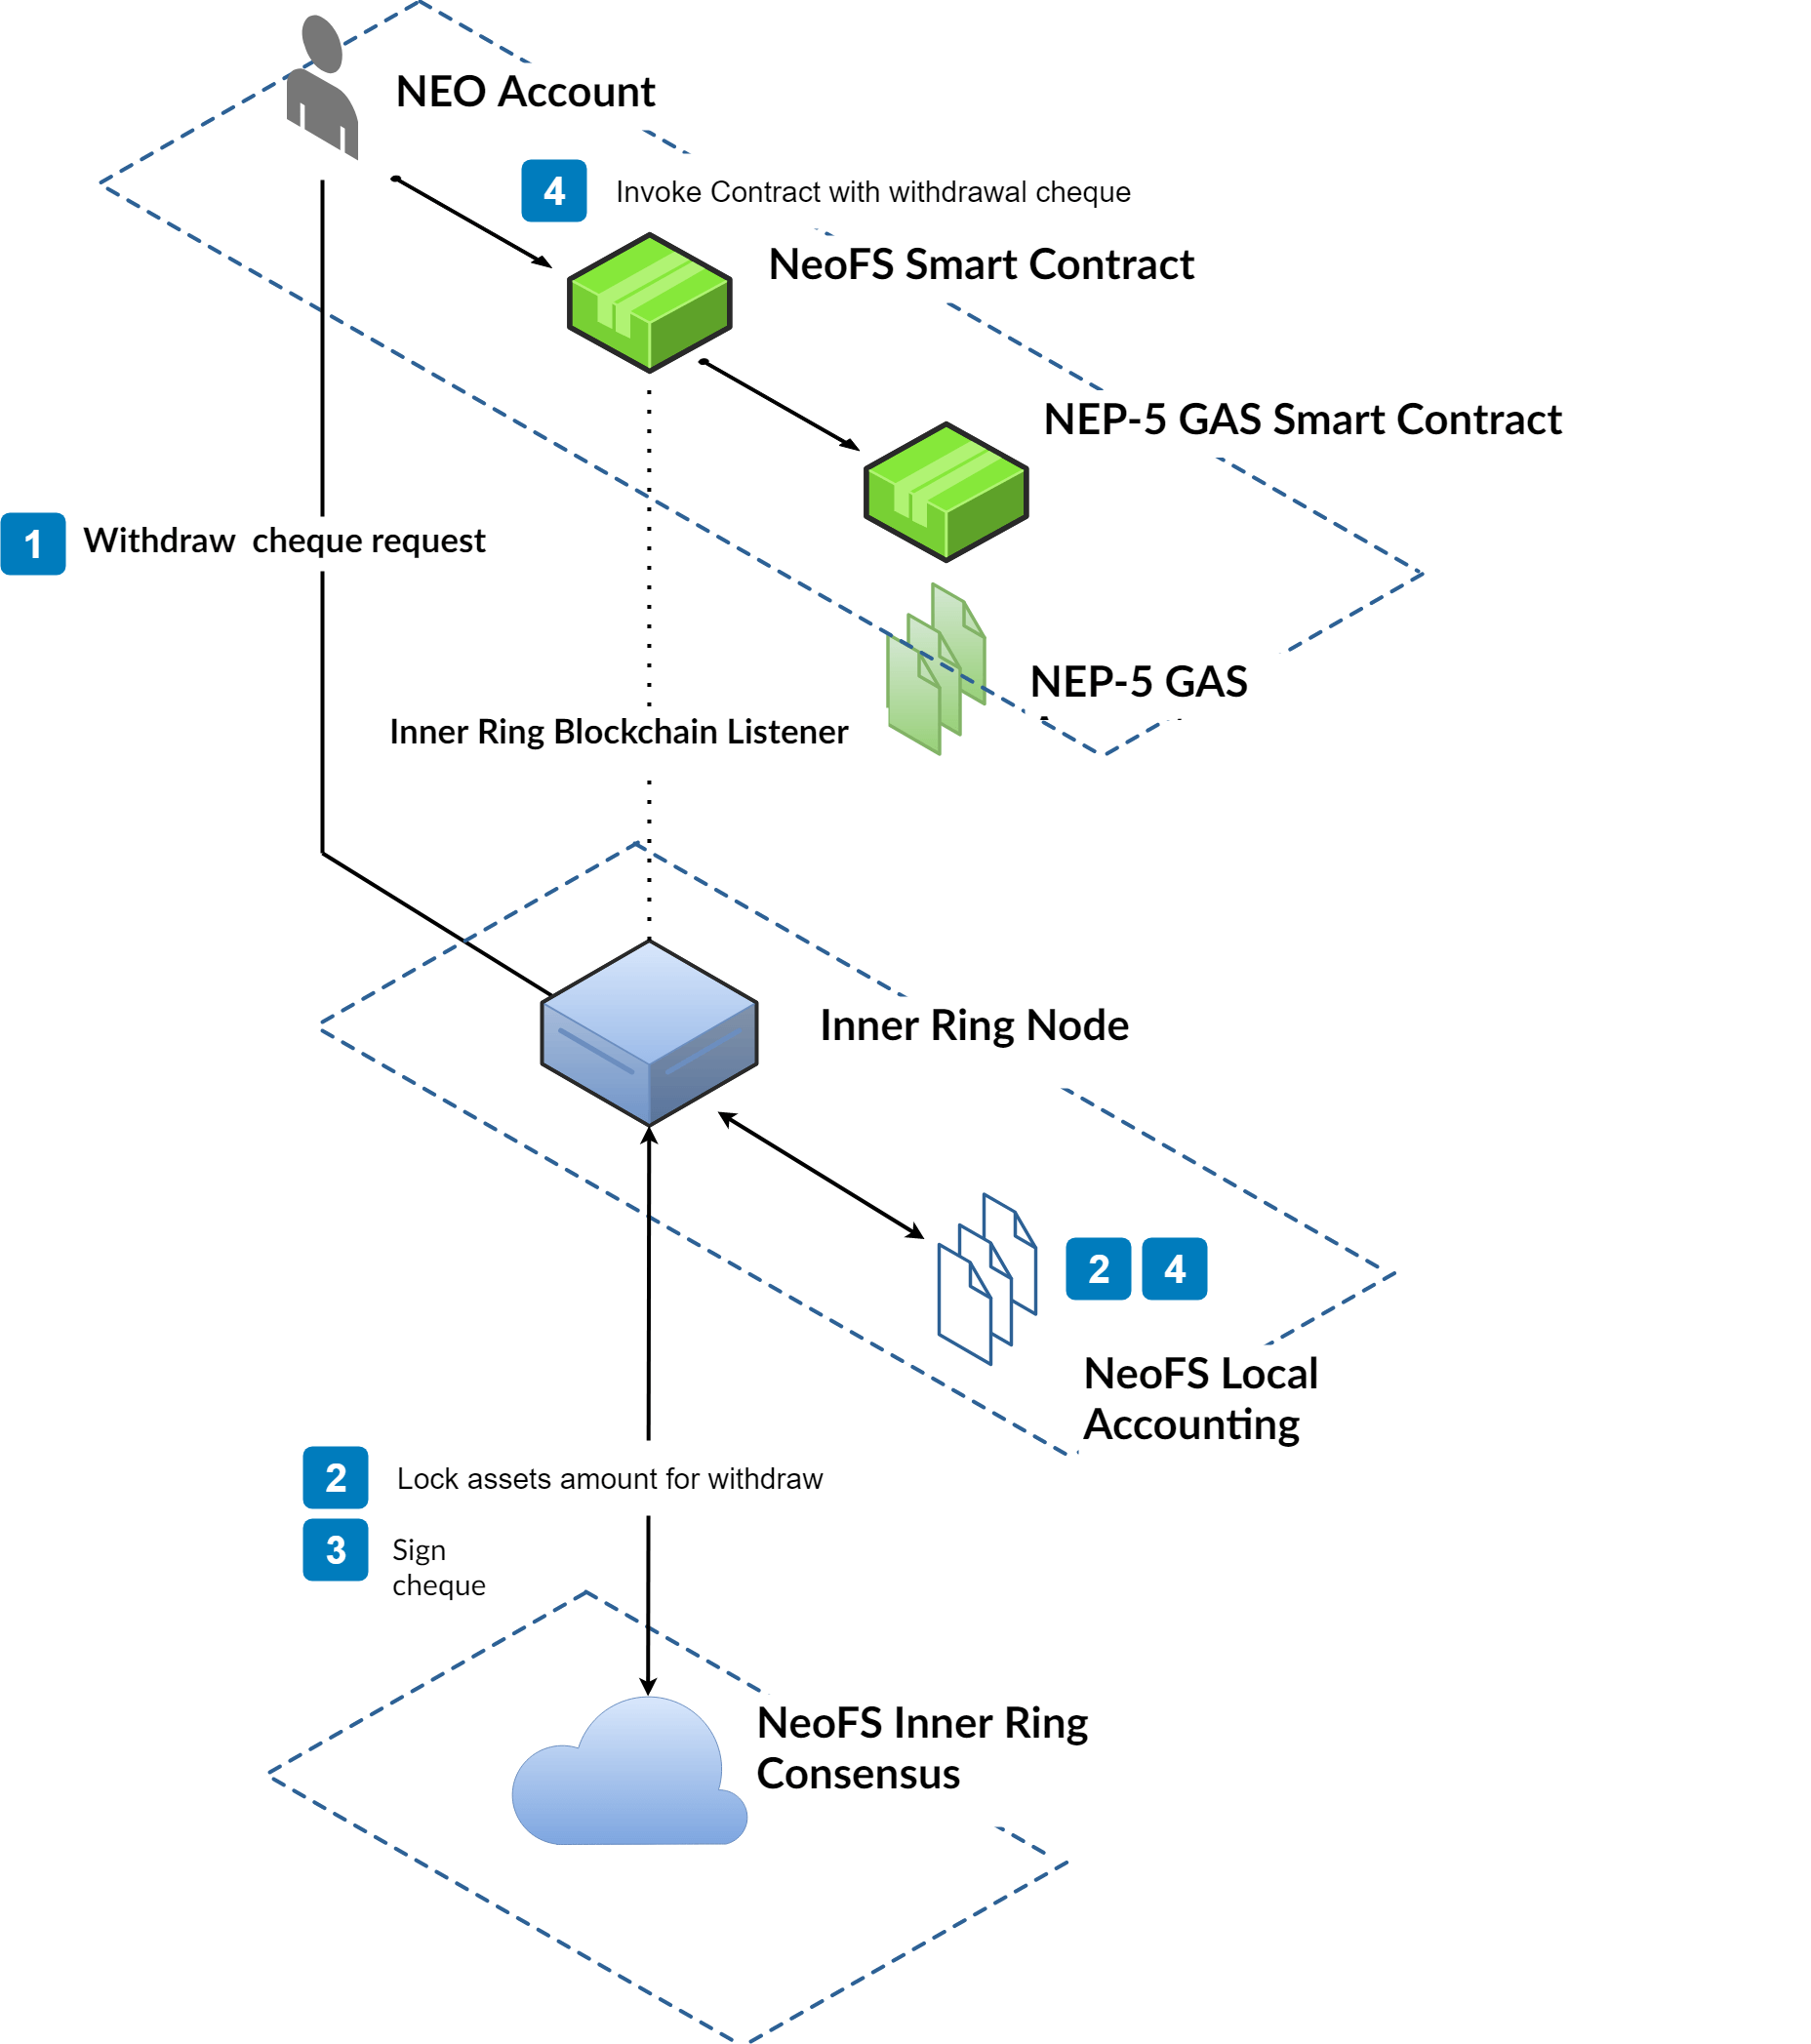 NEO Account
4 Invoke Contract with withdrawal cheque
NeoFS Smart Contract
NEP-5 GAS Smart Contract
1 Withdraw cheque request
NEP-5 GAS
Inner Ring Blockchain Listener
Inner Ring Node
2 4
NeoFS Local
Accounting
2 Lock assets amount for withdraw
3 Sign
cheque
NeoFS Inner Ring
Consensus